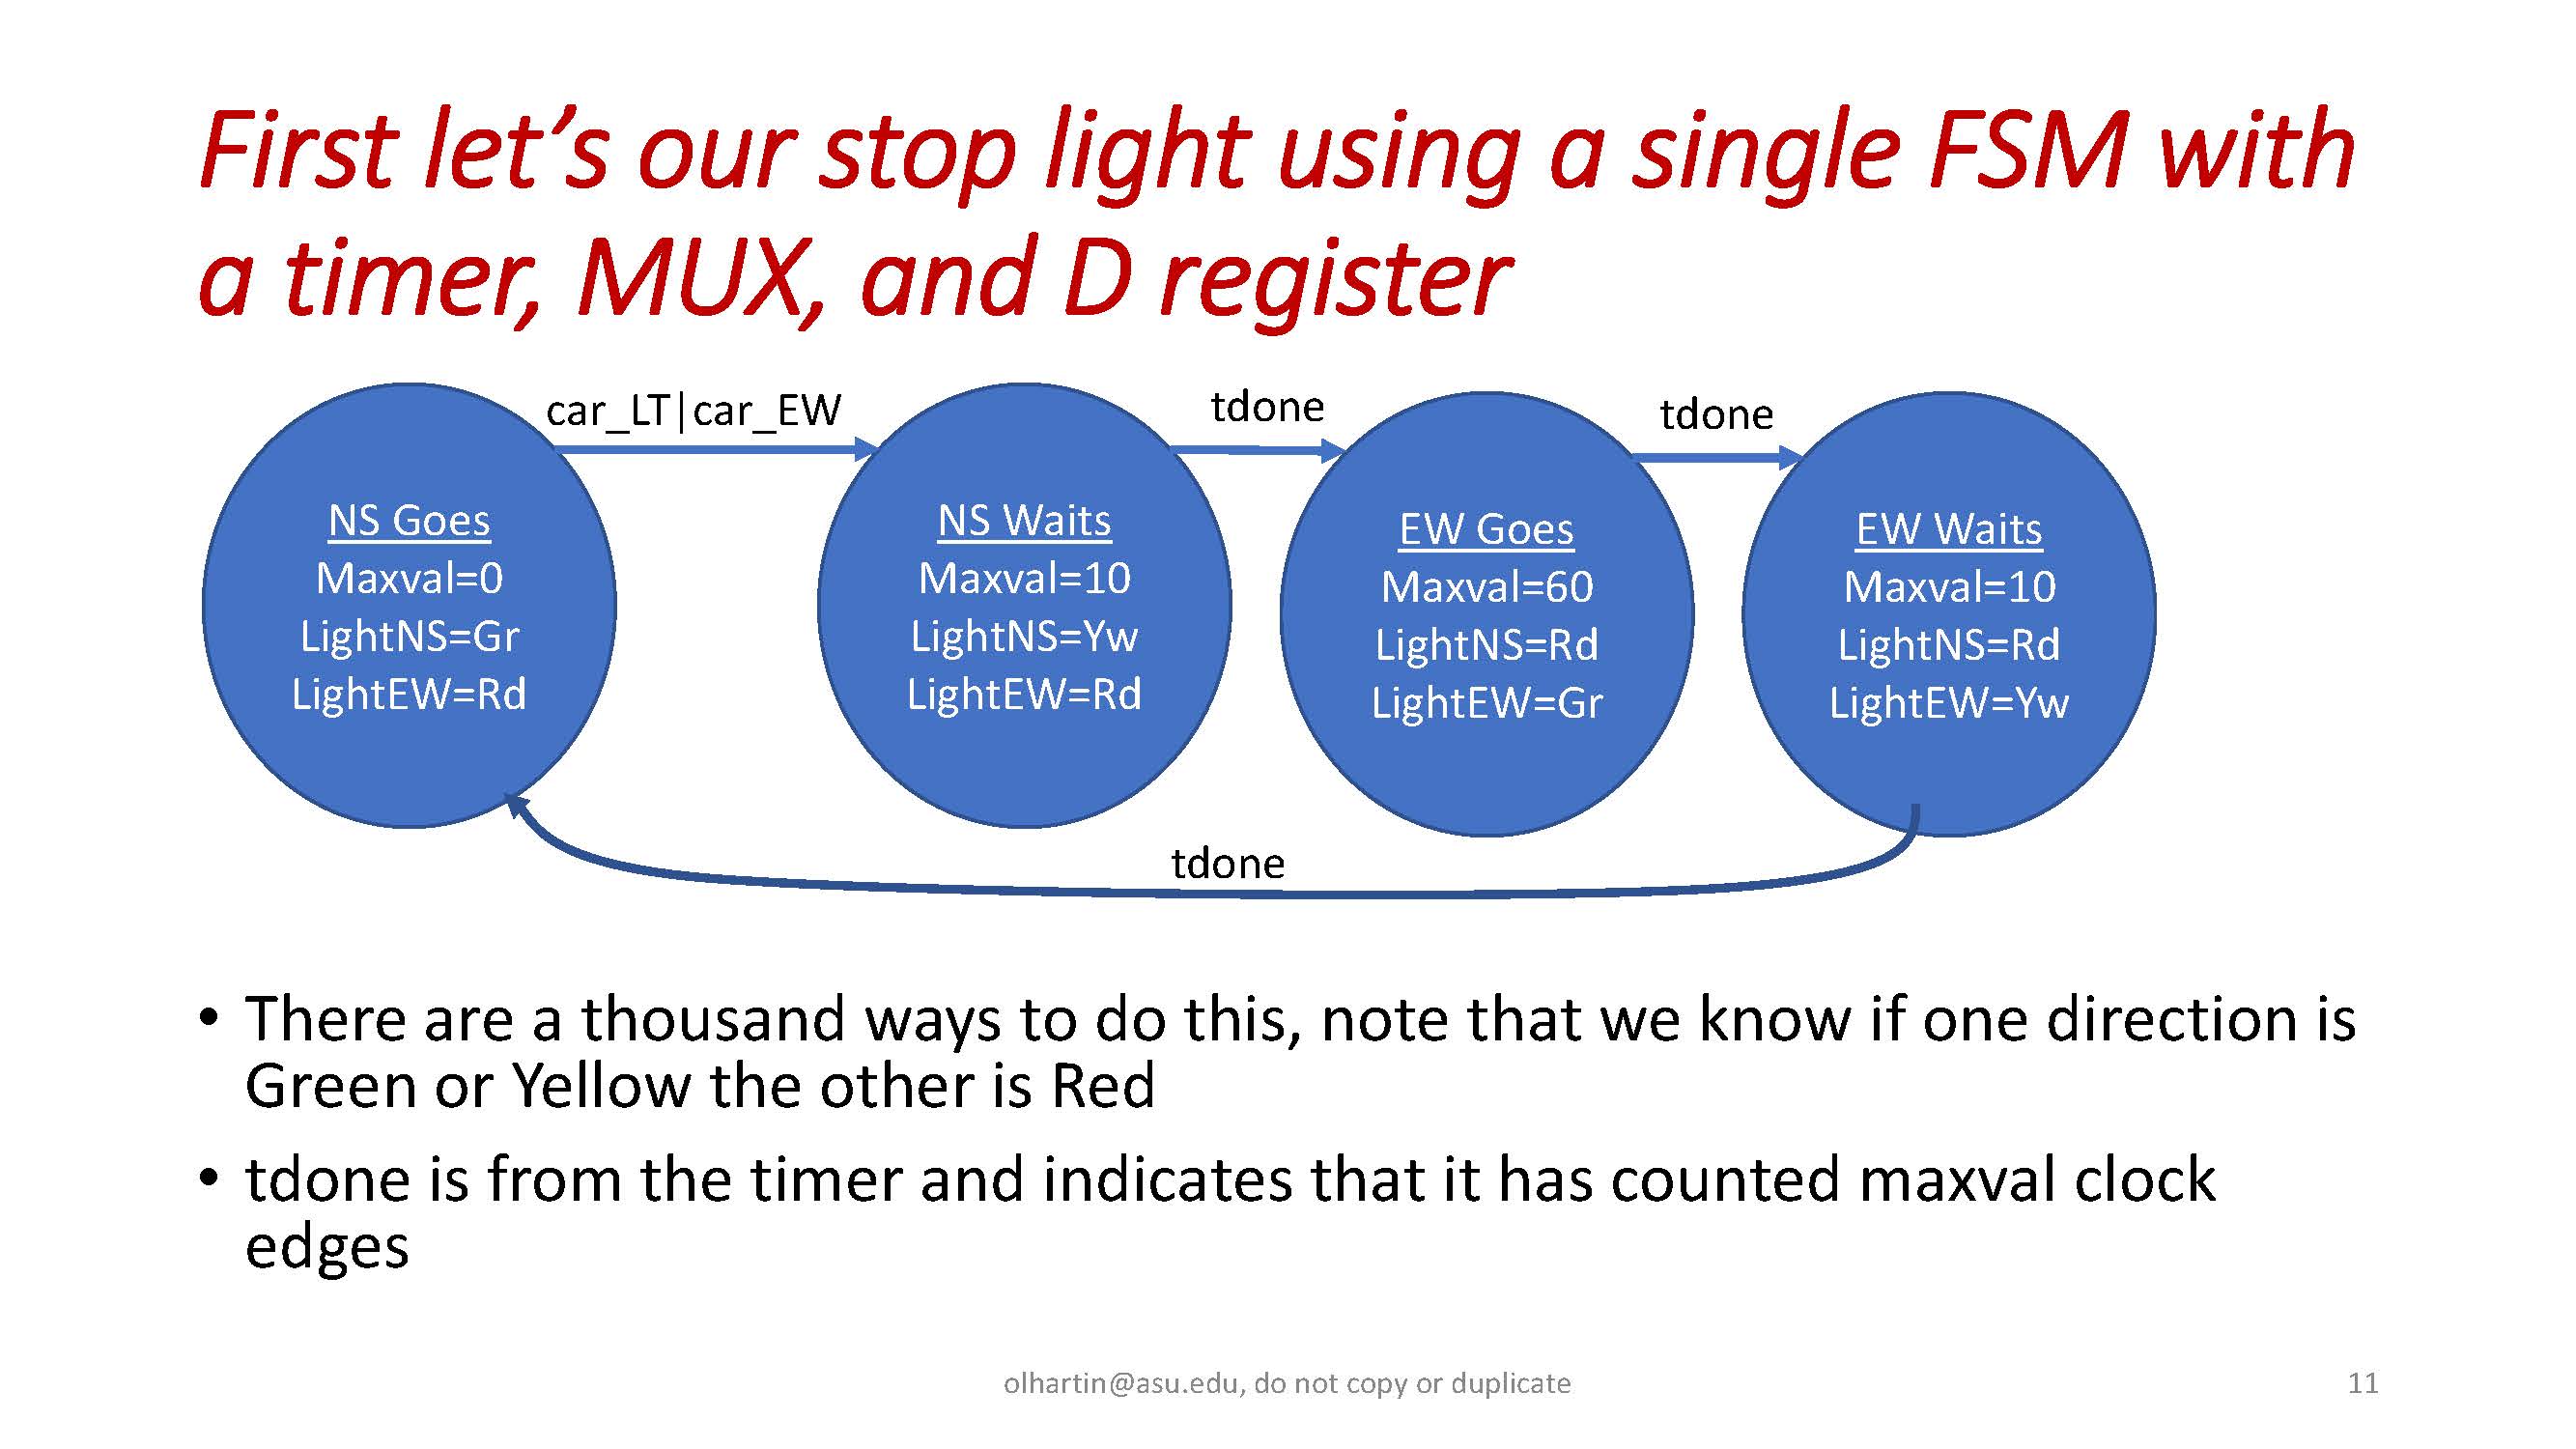 First let’s our stop light using a single FSM with
a timer, MUX, and D register
car_LT|car_EW
tdone
tdone
NS Goes
Maxval=0
LightNS=Gr
LightEW=Rd
NS Waits
Maxval=10
LightNS=Yw
LightEW=Rd
EW Goes
Maxval=60
LightNS=Rd
LightEW=Gr
EW Waits
Maxval=10
LightNS=Rd
LightEW=Yw
tdone
• There are a thousand ways to do this, note that we know if one direction is
Green or Yellow the other is Red
• tdone is from the timer and indicates that it has counted maxval clock
edges
olhartin@asu.edu, do not copy or duplicate
11